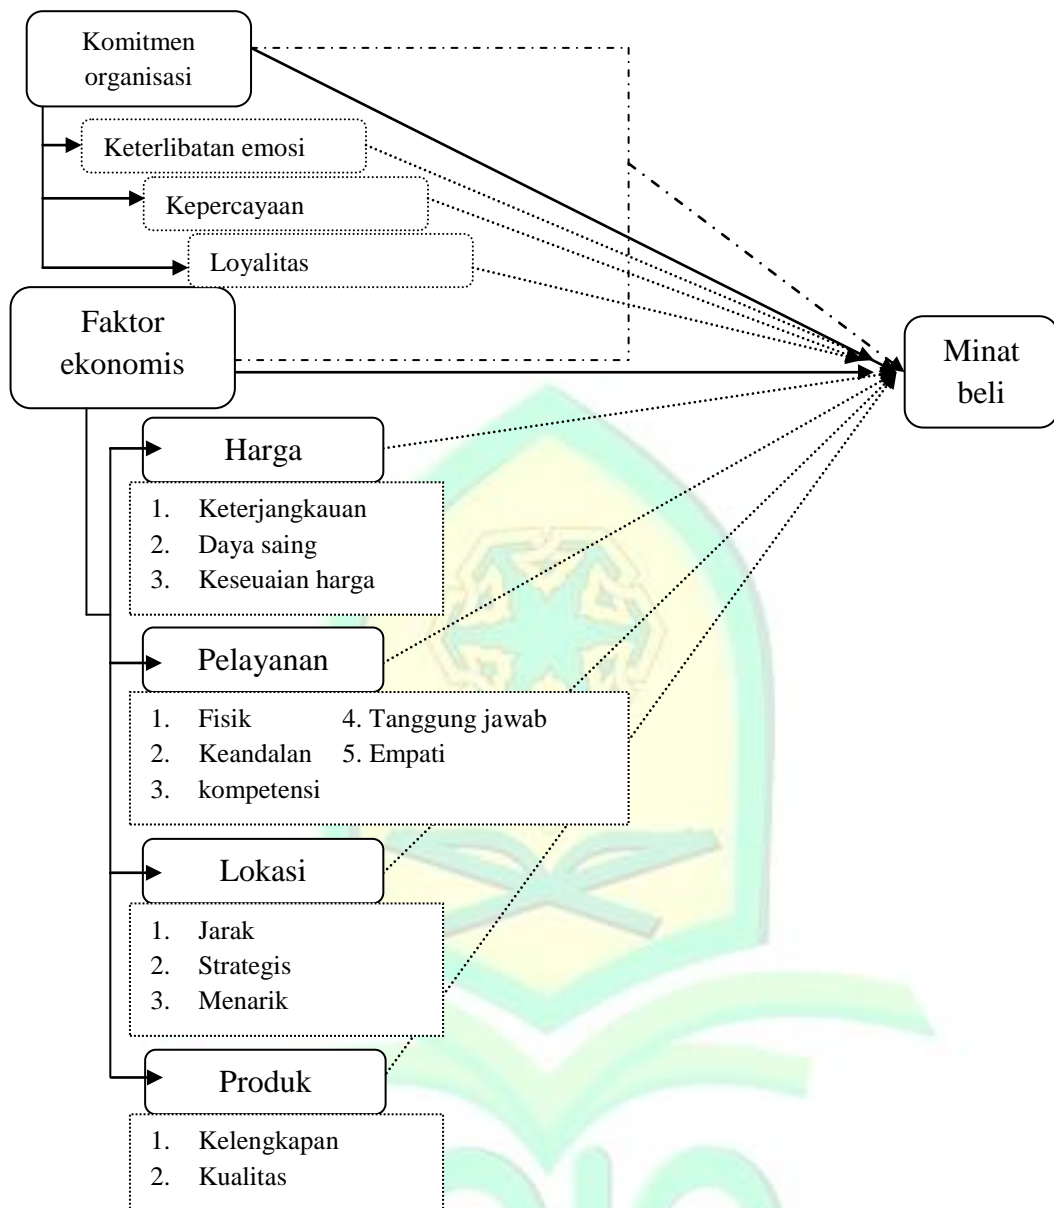 Komitmen
organisasi
Keterlibatan emosi
Kepercayaan
Loyalitas
Faktor
ekonomis
Minat
beli
Harga
1. Keterjangkauan
2. Daya saing
3. Keseuaian harga
Pelayanan
1. Fisik 4. Tanggung jawab
2. Keandalan 5. Empati
3. kompetensi
Lokasi
1. Jarak
2. Strategis
3. Menarik
Produk
1. Kelengkapan
2. Kualitas